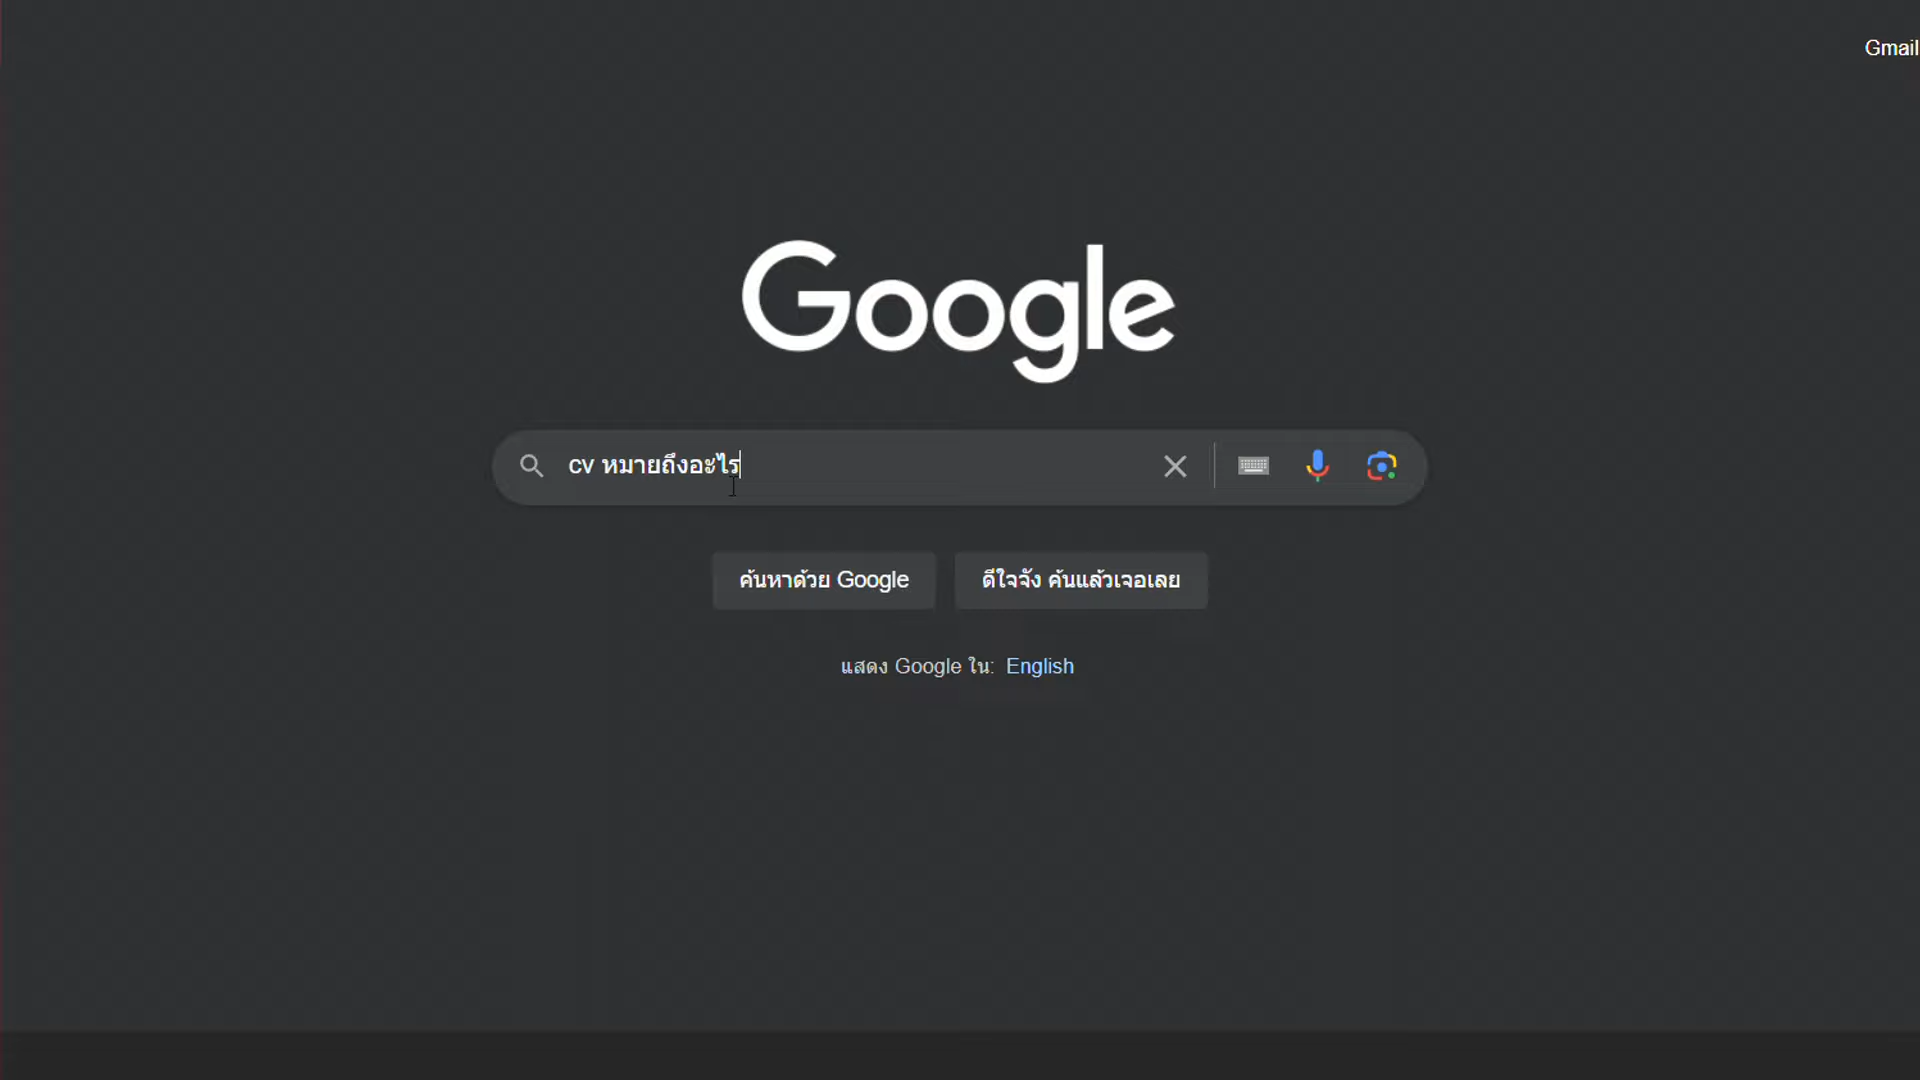 Gmail
Google
cv หมายถึงอะไร
ค้นหาด้วย Google
ดีใจจัง ค้นแล้วเจอเลย
แสดง Google ใน: English